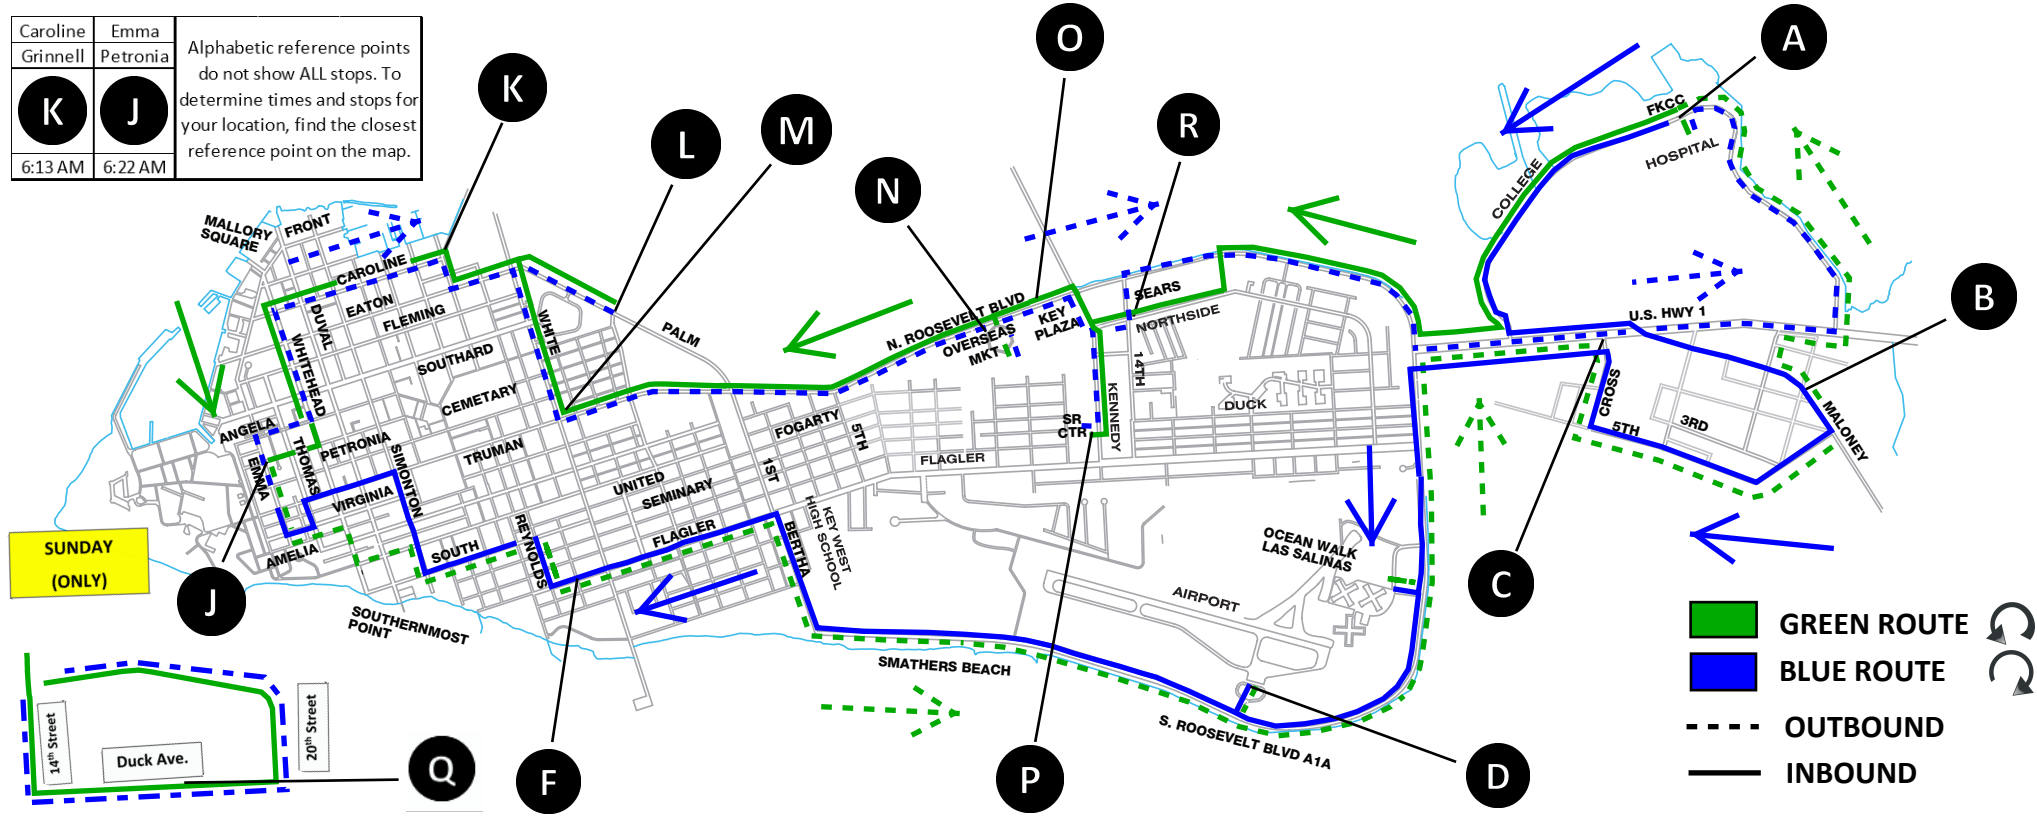 Caroline Emma
Grinnell Petronia
K J
6:13 AM 6:22 AM
Alphabetic reference points
do not show ALL stops. To
determine times and stops for
your location, find the closest
reference point on the map.
K
L
M
O
N
R
A
B
MALLORY
SQUARE
FRONT
CAROLINE
EATON
FLEMING
DUVAL
WHITEHEAD
SOUTHARD
CEMETARY
WHITE
PALM
ANGELA
THOMAS
PETRONIA
EMMA
SIMONTON
TRUMAN
VIRGINIA
AMELIA
SOUTH
REYNOLDS
UNITED
SEMINARY
FLAGLER
1ST
FOGARTY
5TH
BERTHA
KEY WEST
HIGH SCHOOL
SOUTHERNMOST
POINT
N. ROOSEVELT BLVD
OVERSEAS
MKT
KEY
PLAZA
SEARS
NORTHSIDE
14TH
KENNEDY
DUCK
SR
CTR
FLAGLER
FKCC
HOSPITAL
COLLEGE
U.S. HWY 1
CROSS
5TH
3RD
MALONEY
OCEAN WALK
LAS SALINAS
AIRPORT
SMATHERS BEACH
S. ROOSEVELT BLVD A1A
SUNDAY
(ONLY)
J
F
P
D
C
14th Street
Duck Ave.
20th Street
Q
GREEN ROUTE
BLUE ROUTE
OUTBOUND
INBOUND